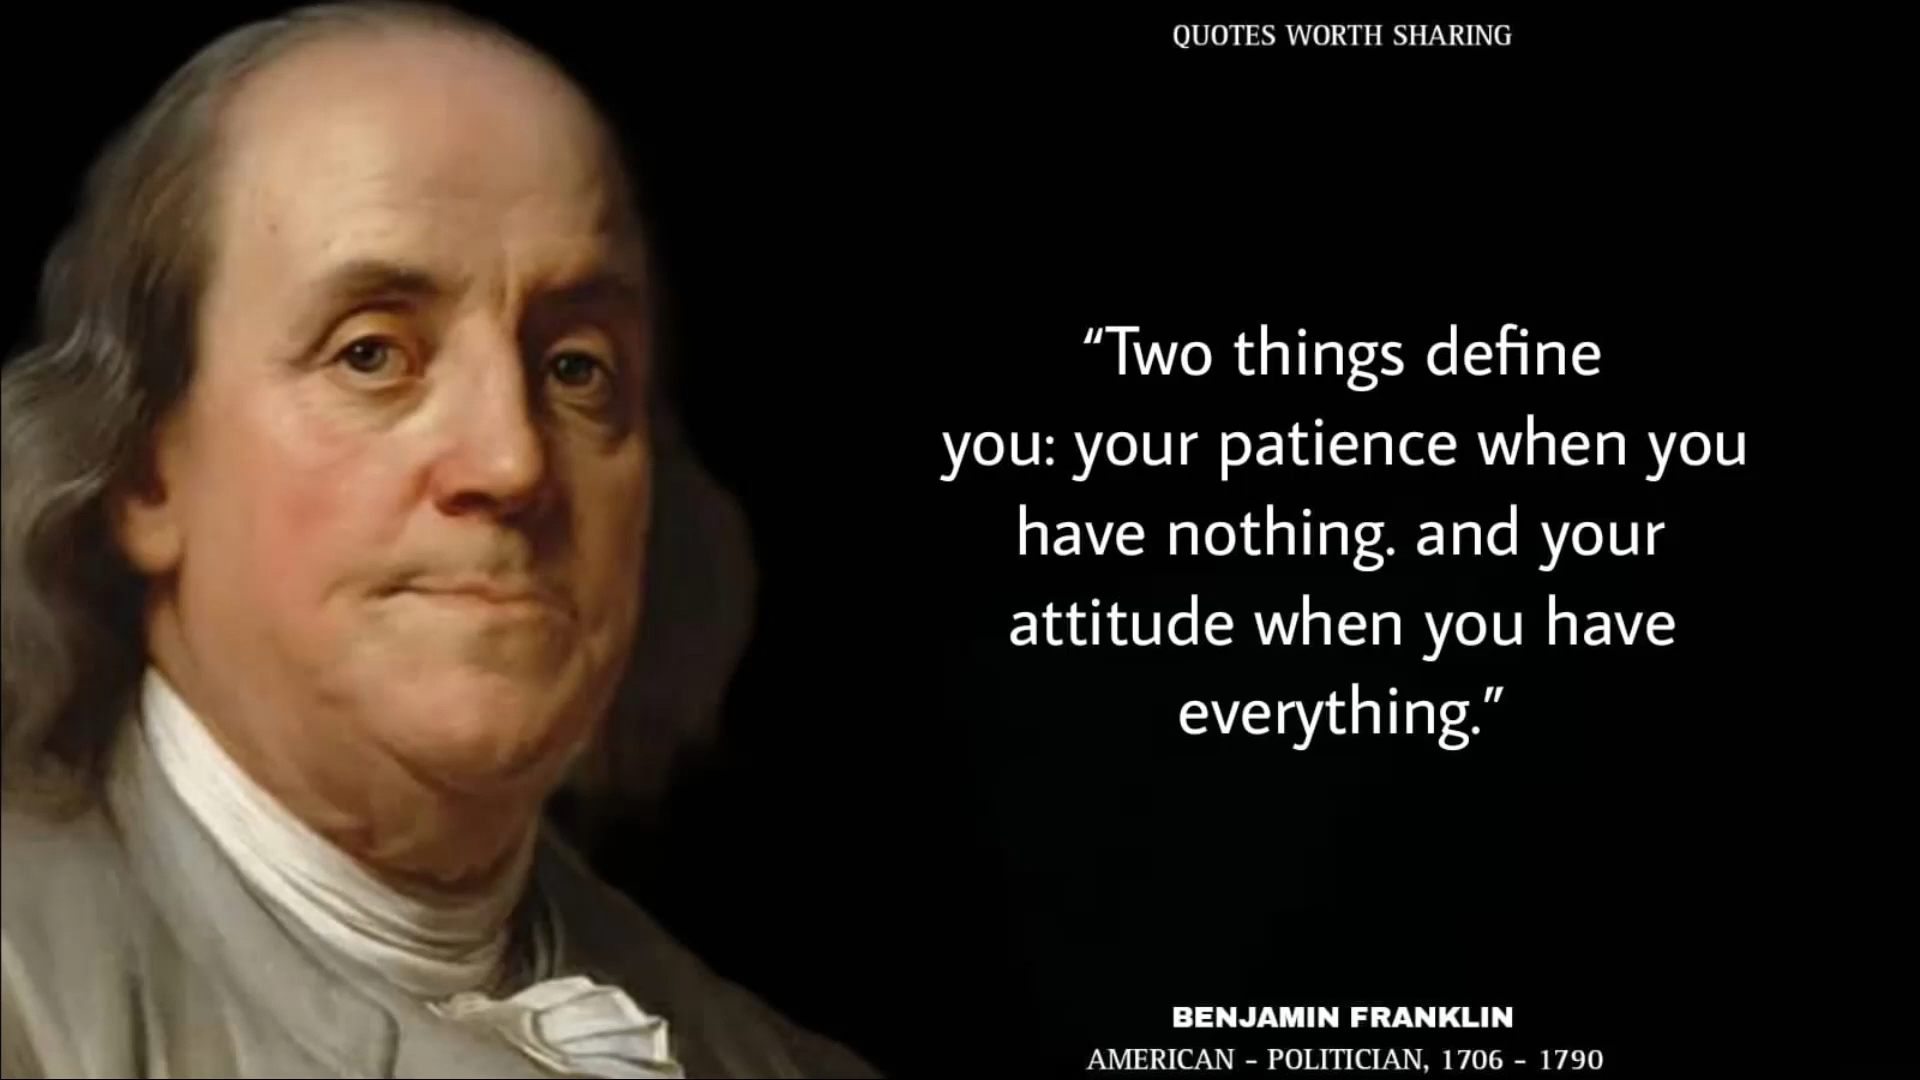 QUOTES WORTH SHARING
“Two things define
you: your patience when you
have nothing. and your
attitude when you have
everything.”
BENJAMIN FRANKLIN
AMERICAN - POLITICIAN, 1706 - 1790